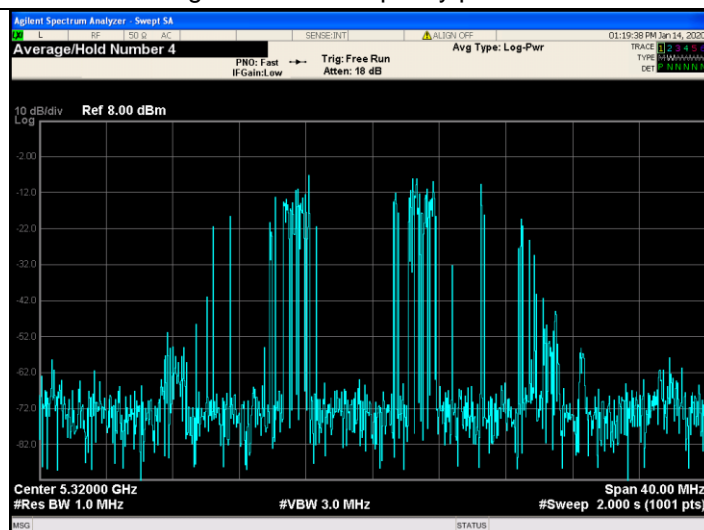 Agilent Spectrum Analyzer - Swept SA
L RF 50 Ω AC SENSE:INT ALIGN OFF 01:19:38 PM Jan 14, 2020
Average/Hold Number 4
Avg Type: Log-Pwr
TRACE 1 2 3 4 5
TYPE
PNO: Fast
IFGain:Low
Trig: Free Run
Atten: 18 dB
DET P N N N N N
10 dB/div Ref 8.00 dBm
Log
-2.00
-12.0
-22.0
-32.0
-42.0
-52.0
-62.0
-72.0
-82.0
Center 5.32000 GHz Span 40.00 MHz
#Res BW 1.0 MHz #VBW 3.0 MHz #Sweep 2.000 s (1001 pts)
MSG STATUS